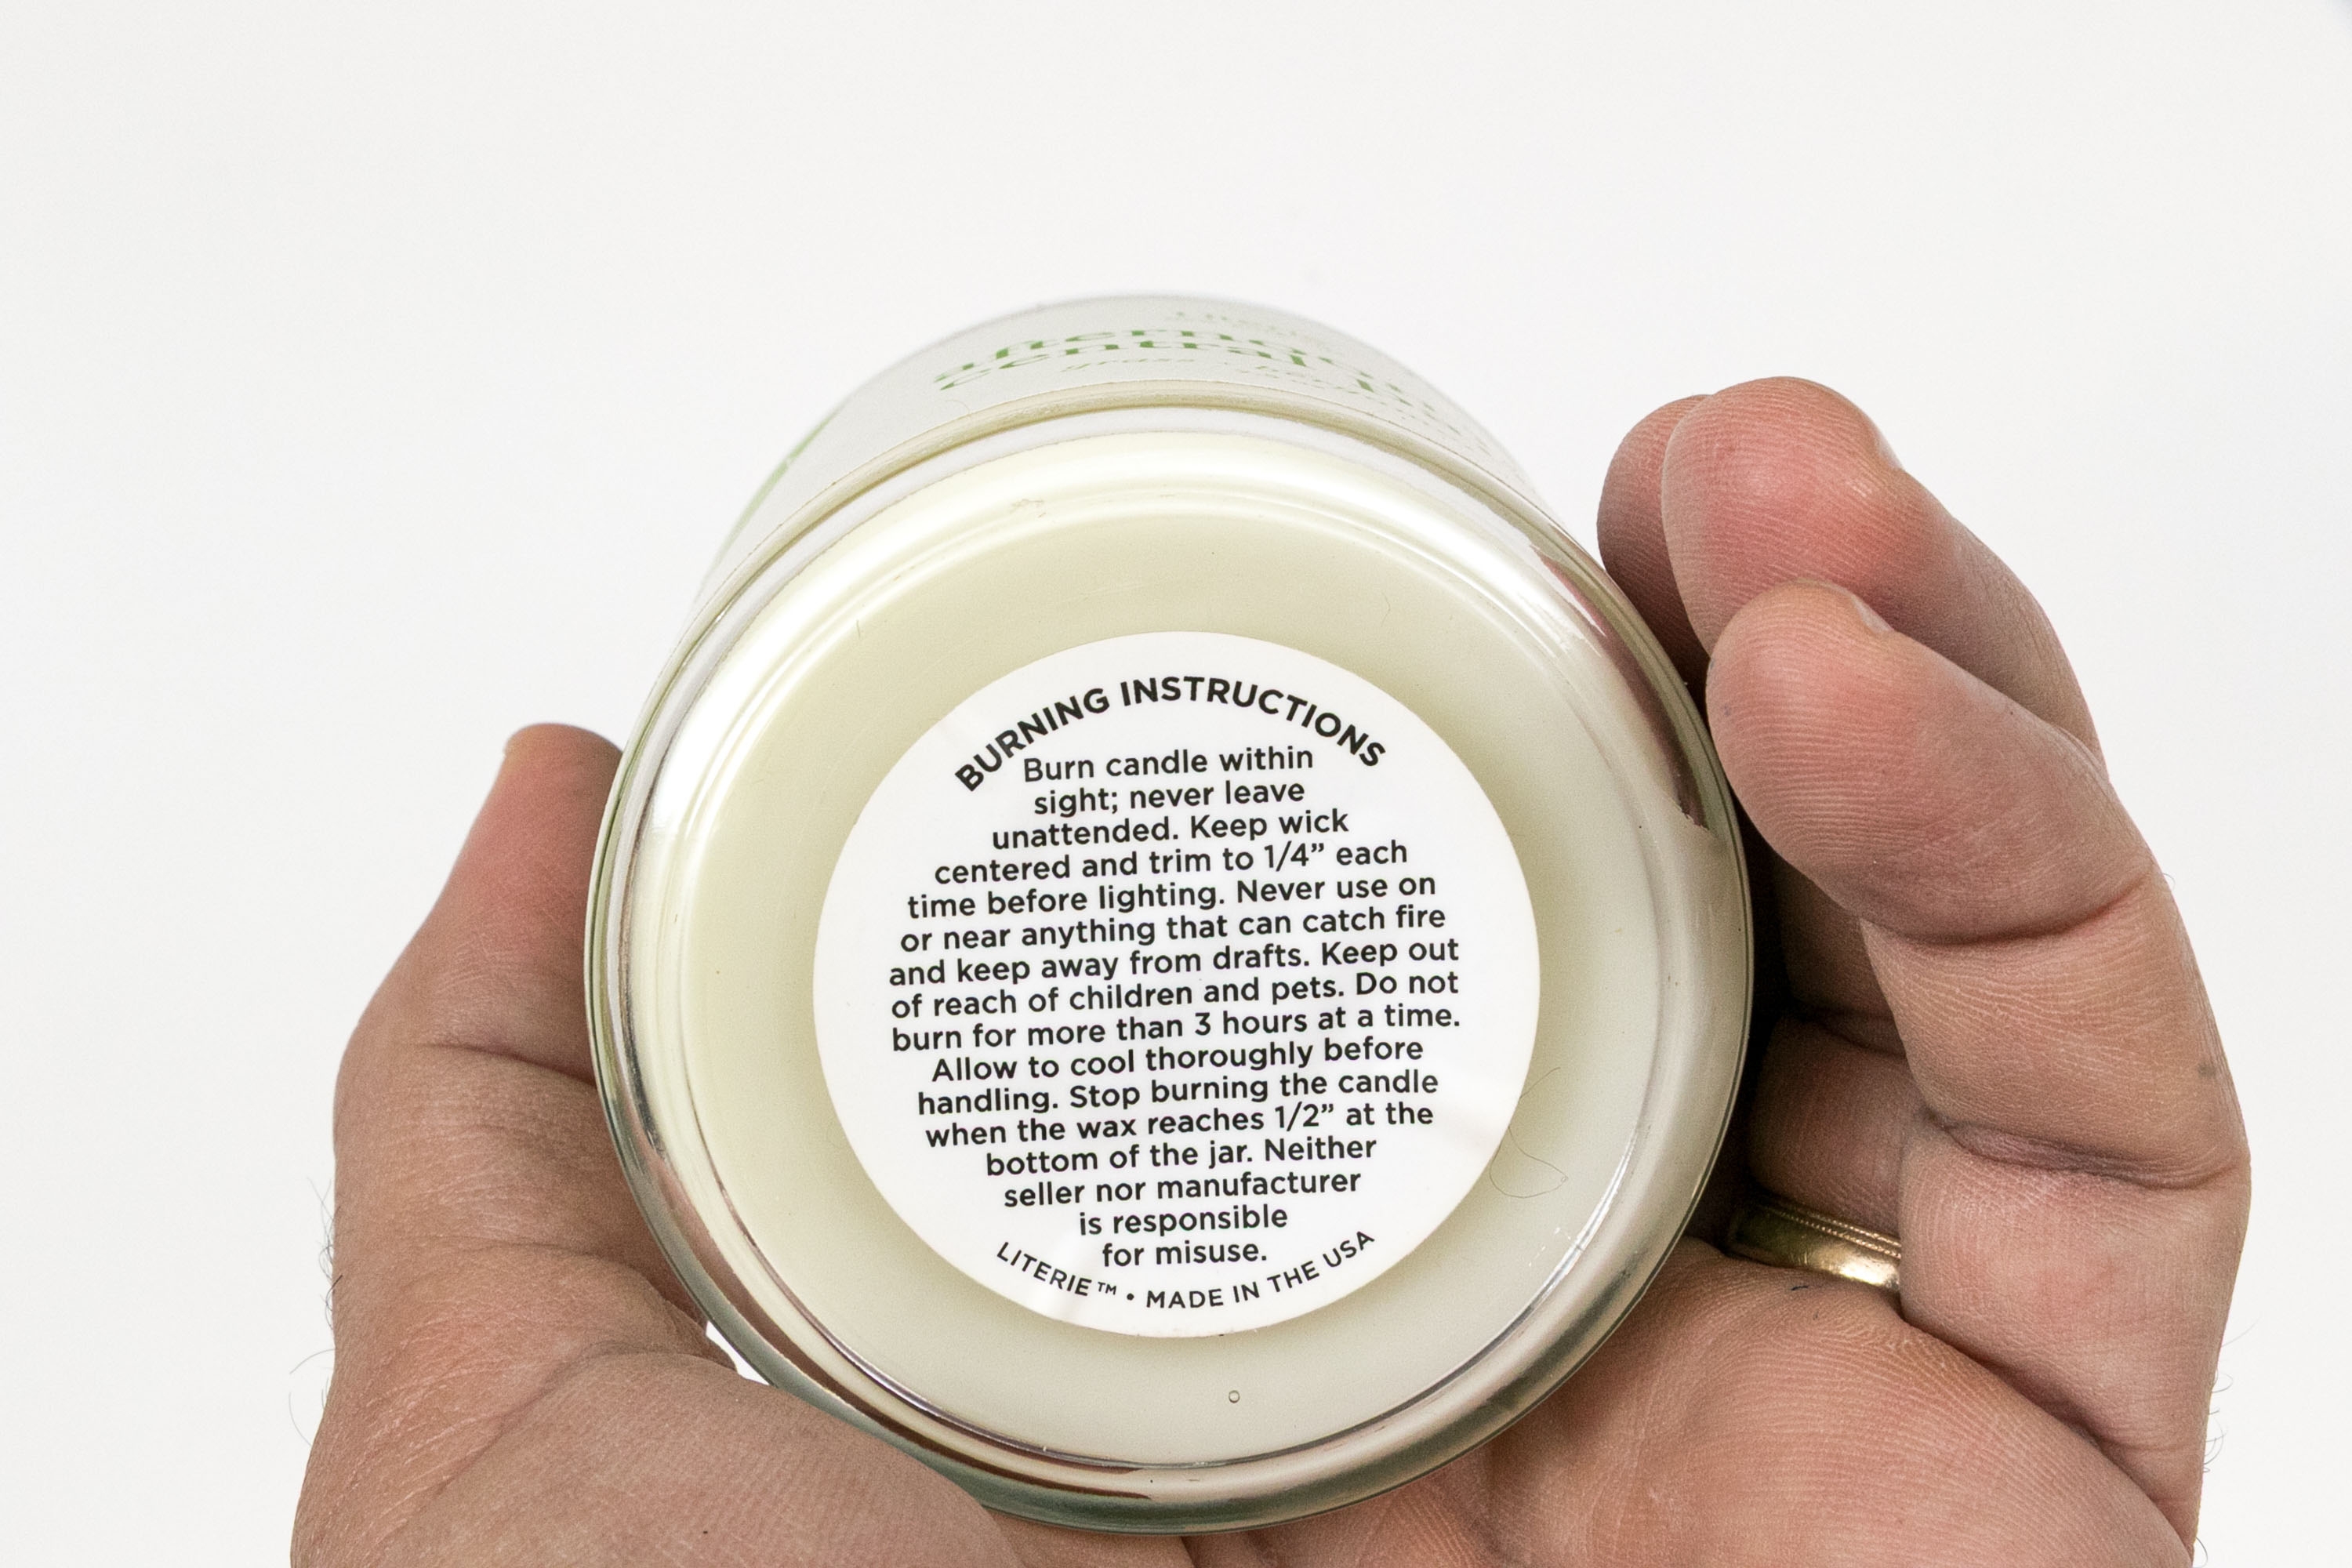 BURNING INSTRUCTIONS
Burn candle within
sight; never leave
unattended. Keep wick
centered and trim to 1/4” each
time before lighting. Never use on
or near anything that can catch fire
and keep away from drafts. Keep out
of reach of children and pets. Do not
burn for more than 3 hours at a time.
Allow to cool thoroughly before
handling. Stop burning the candle
when the wax reaches 1/2” at the
bottom of the jar. Neither
seller nor manufacturer
is responsible
for misuse.
LITERIE™ • MADE IN THE USA